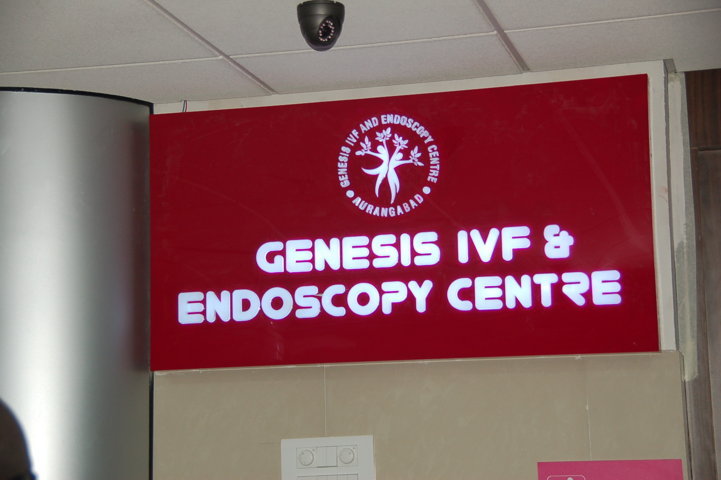 GENESIS IVF AND ENDOSCOPY CENTRE
AURANGABAD
GENESIS IVF &
ENDOSCOPY CENTRE